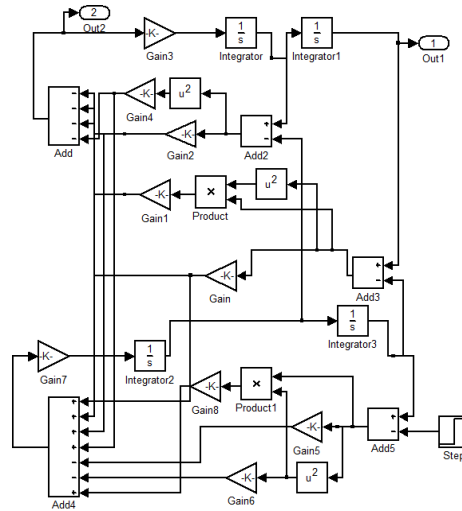 2
Out2
-K-
Gain3
1
s
Integrator
1
s
Integrator1
1
Out1
-
-
-
-
Add
-K-
Gain4
u²
-K-
Gain2
+
-
Add2
-K-
Gain1
×
Product
u²
-K-
Gain
+
-
Add3
-K-
Gain7
1
s
Integrator2
1
s
Integrator3
+
+
+
+
-
-
+
Add4
-K-
Gain8
×
Product1
-K-
Gain5
+
-
Add5
Step
-K-
Gain6
u²